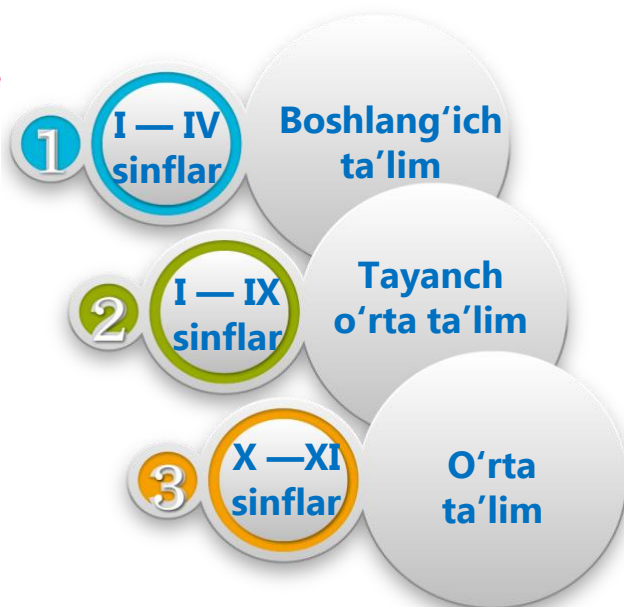 1
I — IV
sinflar
Boshlang‘ich
ta’lim
2
I — IX
sinflar
Tayanch
o‘rta ta’lim
3
X —XI
sinflar
O‘rta
ta’lim